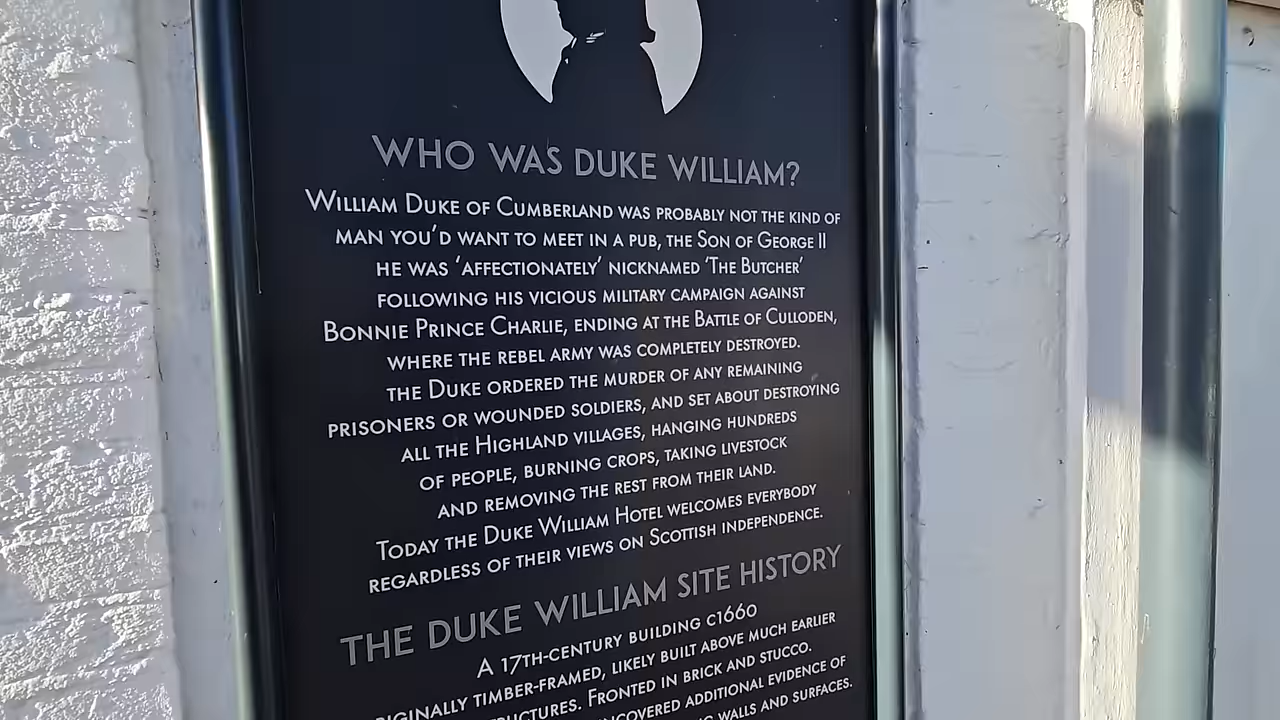 WHO WAS DUKE WILLIAM?
WILLIAM DUKE OF CUMBERLAND WAS PROBABLY NOT THE KIND OF
MAN YOU'D WANT TO MEET IN A PUB, THE SON OF GEORGE II
HE WAS 'AFFECTIONATELY' NICKNAMED 'THE BUTCHER'
FOLLOWING HIS VICIOUS MILITARY CAMPAIGN AGAINST
BONNIE PRINCE CHARLIE, ENDING AT THE BATTLE OF CULLODEN,
WHERE THE REBEL ARMY WAS COMPLETELY DESTROYED.
THE DUKE ORDERED THE MURDER OF ANY REMAINING
PRISONERS OR WOUNDED SOLDIERS, AND SET ABOUT DESTROYING
ALL THE HIGHLAND VILLAGES, HANGING HUNDREDS
OF PEOPLE, BURNING CROPS, TAKING LIVESTOCK
AND REMOVING THE REST FROM THEIR LAND.
TODAY THE DUKE WILLIAM HOTEL WELCOMES EVERYBODY
REGARDLESS OF THEIR VIEWS ON SCOTTISH INDEPENDENCE.
THE DUKE WILLIAM SITE HISTORY
A 17TH-CENTURY BUILDING c1660
TIMBER-FRAMED, LIKELY BUILT ABOVE MUCH EARLIER
FRONTED IN BRICK AND STUCCO.
ADDITIONAL EVIDENCE OF
WALLS AND SURFACES.